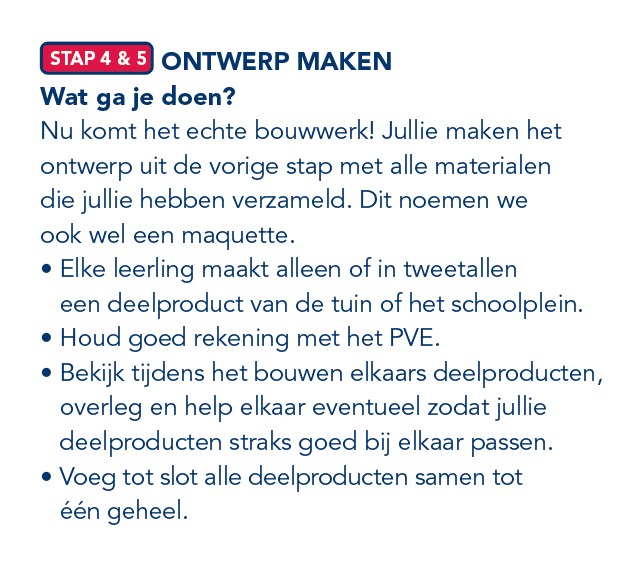 STAP 4 & 5 ONTWERP MAKEN
Wat ga je doen?
Nu komt het echte bouwwerk! Jullie maken het
ontwerp uit de vorige stap met alle materialen
die jullie hebben verzameld. Dit noemen we
ook wel een maquette.
• Elke leerling maakt alleen of in tweetallen
een deelproduct van de tuin of het schoolplein.
• Houd goed rekening met het PVE.
• Bekijk tijdens het bouwen elkaars deelproducten,
overleg en help elkaar eventueel zodat jullie
deelproducten straks goed bij elkaar passen.
• Voeg tot slot alle deelproducten samen tot
één geheel.